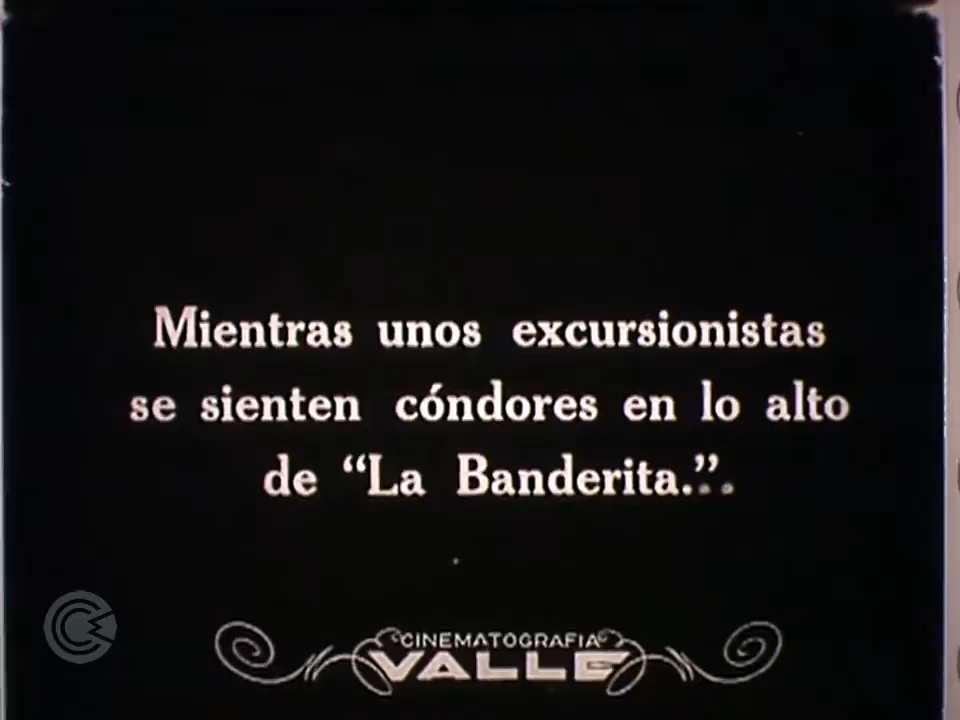 Mientras unos excursionistas
se sienten cóndores en lo alto
de “La Banderita.”..
CINEMATOGRAFIA
VALLE